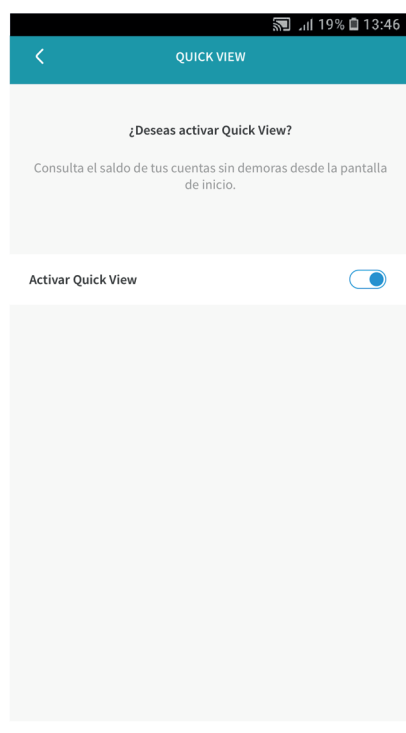 19% 13:46
QUICK VIEW
¿Deseas activar Quick View?
Consulta el saldo de tus cuentas sin demoras desde la pantalla
de inicio.
Activar Quick View